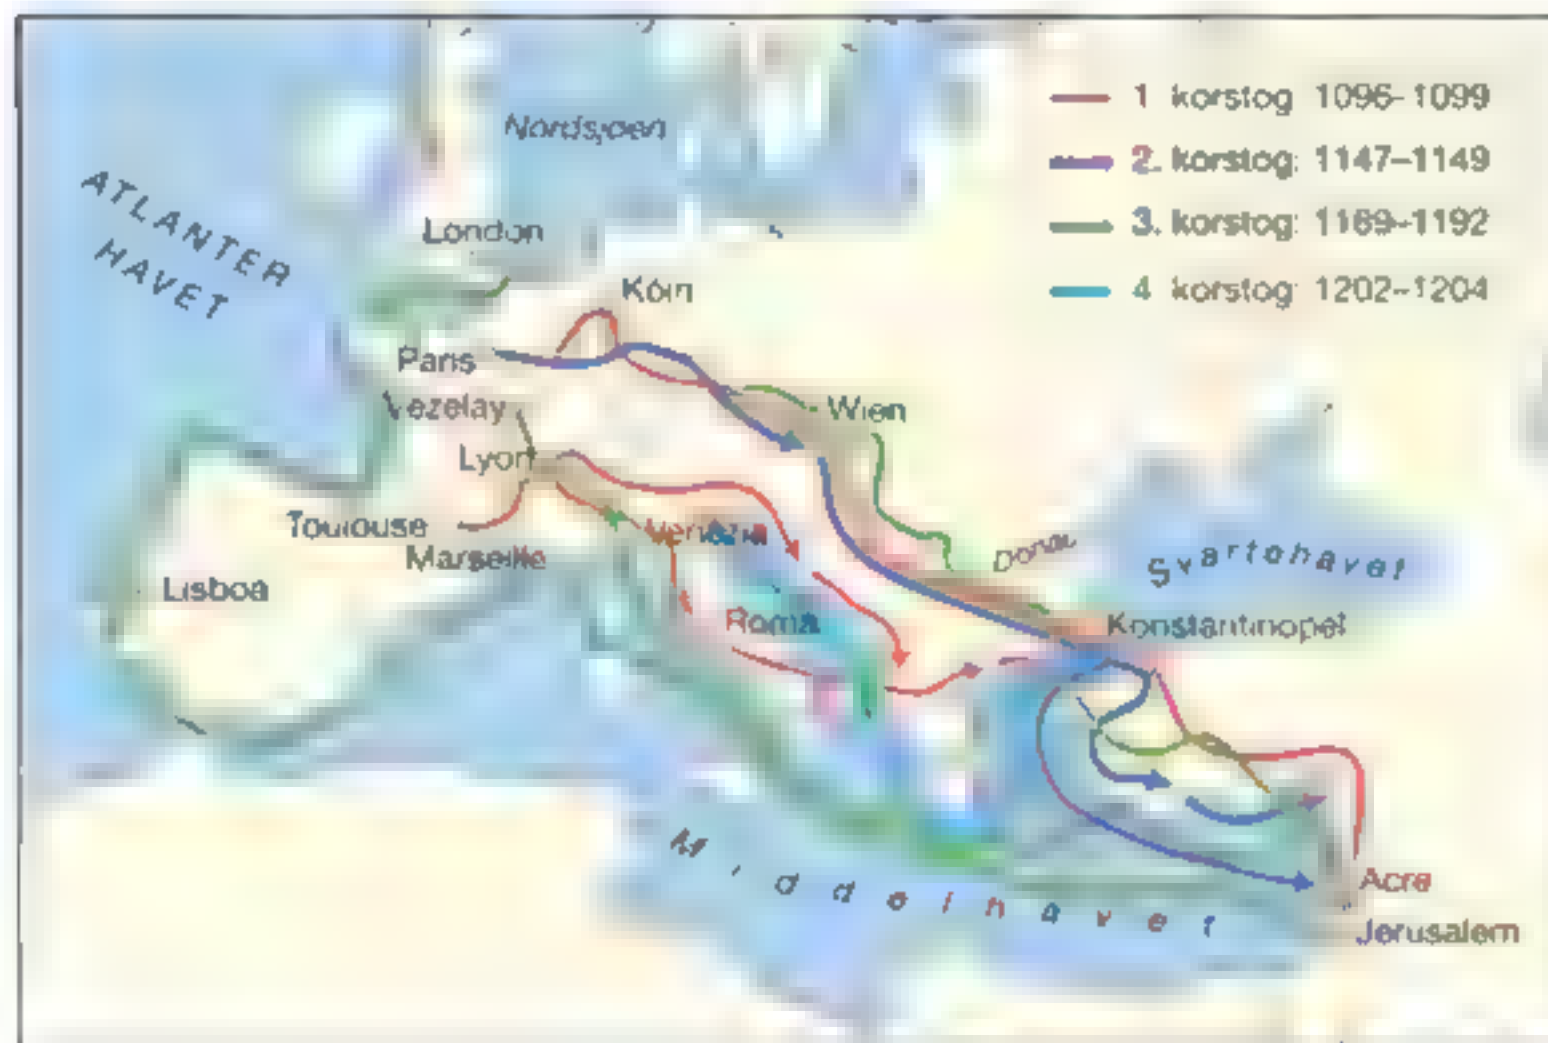 1 korstog 1096-1099
2. korstog: 1147-1149
3. korstog: 1189-1192
4 korstog: 1202-1204
Nordsjøen
ATLANTER
HAVET
London
Köln
Paris
Vezelay
Wien
Lyon
Toulouse
Venezia
Marseille
Donau
Svartehavet
Lisboa
Roma
Konstantinopel
Middelhavet
Acre
Jerusalem